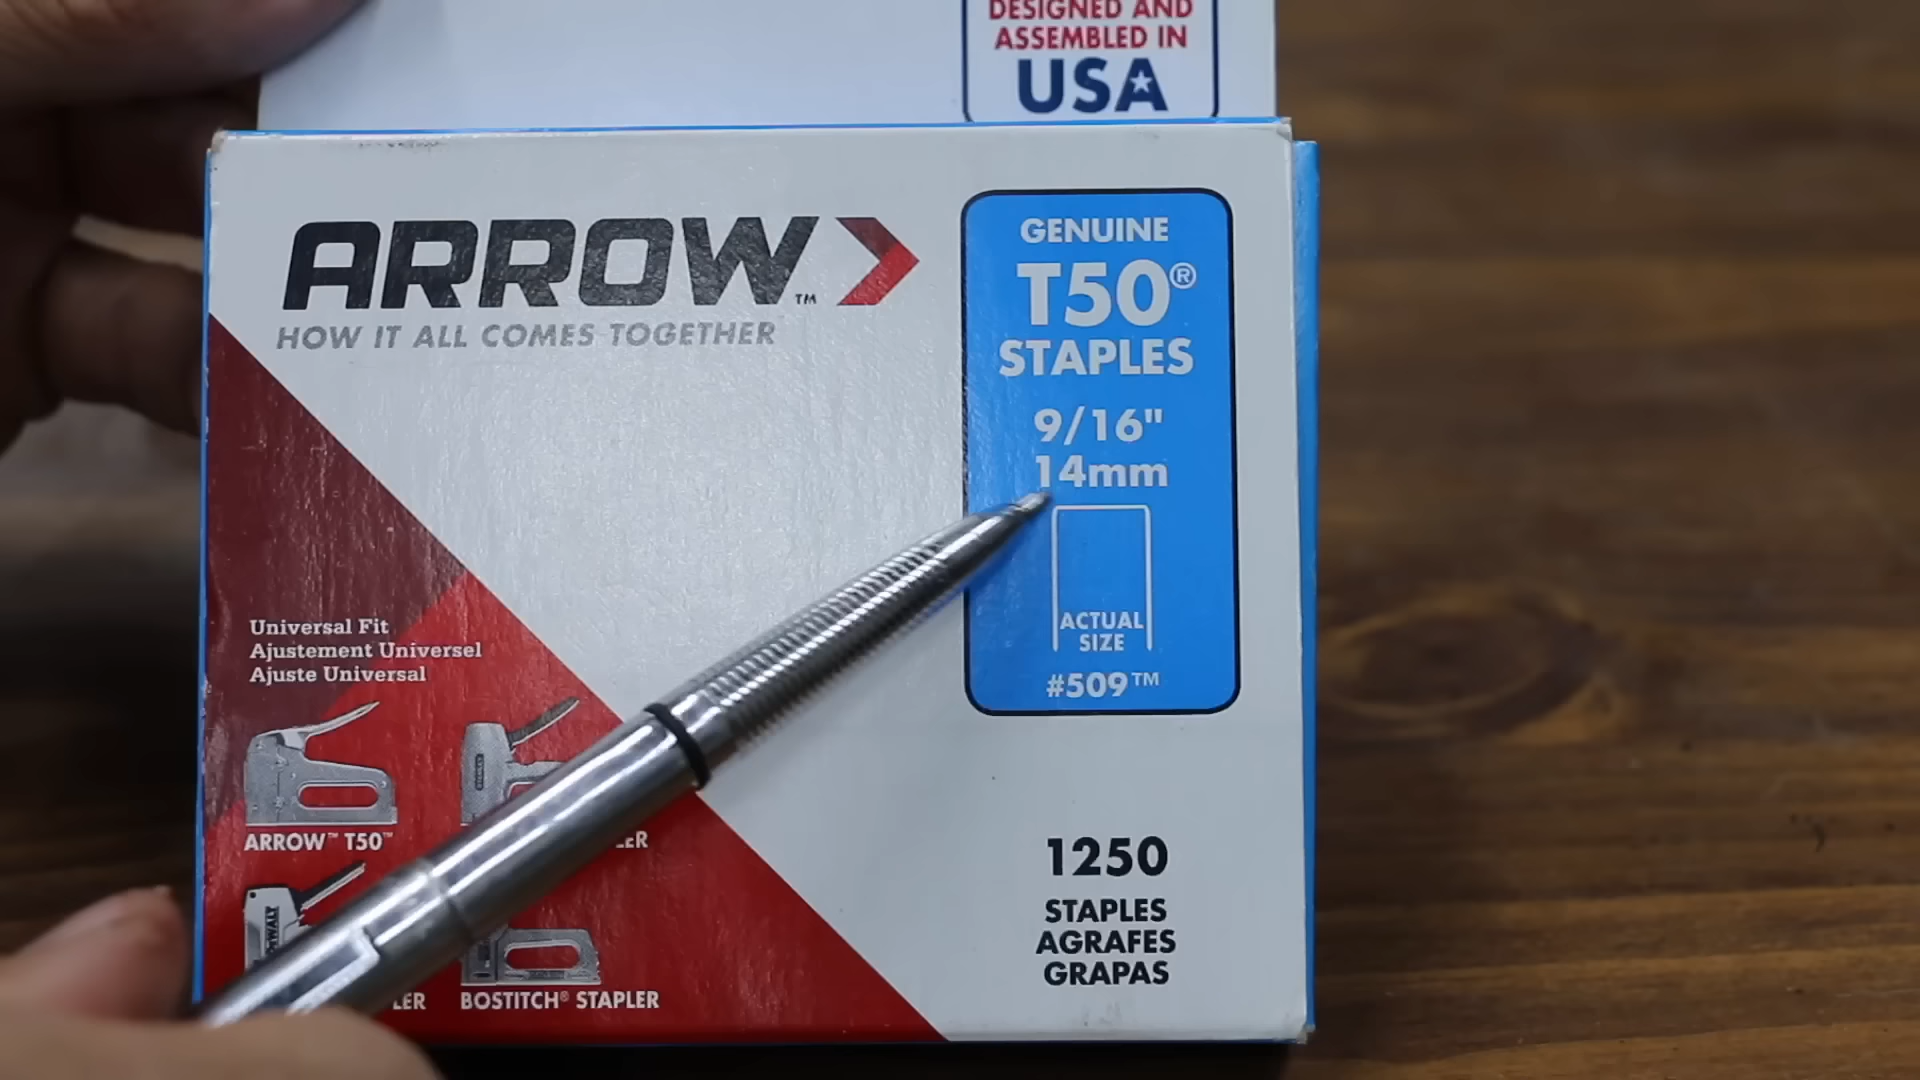 DESIGNED AND
ASSEMBLED IN
USA
ARROW™
HOW IT ALL COMES TOGETHER
GENUINE
T50®
STAPLES
9/16"
14mm
ACTUAL
SIZE
#509™
Universal Fit
Ajustement Universel
Ajuste Universal
ARROW™ T50™
BOSTITCH® STAPLER
1250
STAPLES
AGRAFES
GRAPAS